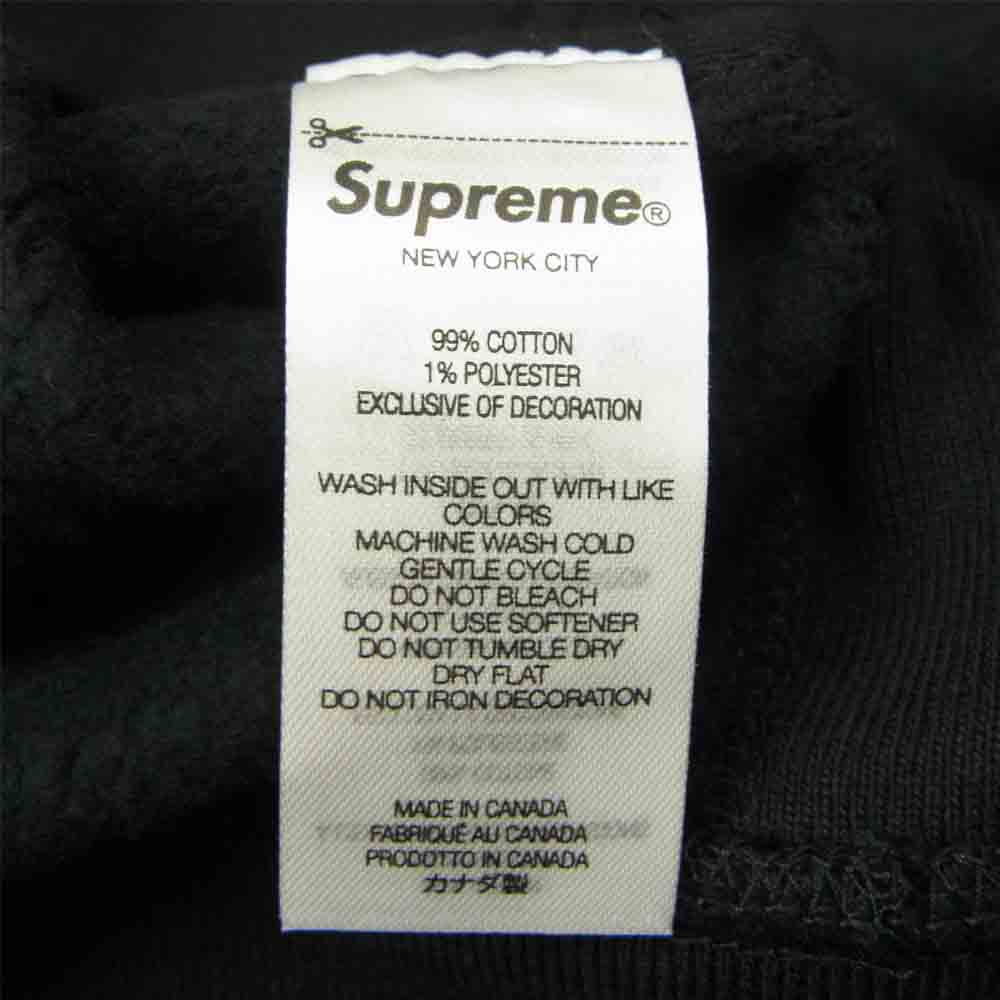 Supreme®
NEW YORK CITY
99% COTTON
1% POLYESTER
EXCLUSIVE OF DECORATION
WASH INSIDE OUT WITH LIKE
COLORS
MACHINE WASH COLD
GENTLE CYCLE
DO NOT BLEACH
DO NOT USE SOFTENER
DO NOT TUMBLE DRY
DRY FLAT
DO NOT IRON DECORATION
MADE IN CANADA
FABRIQUÉ AU CANADA
PRODOTTO IN CANADA
カナダ製